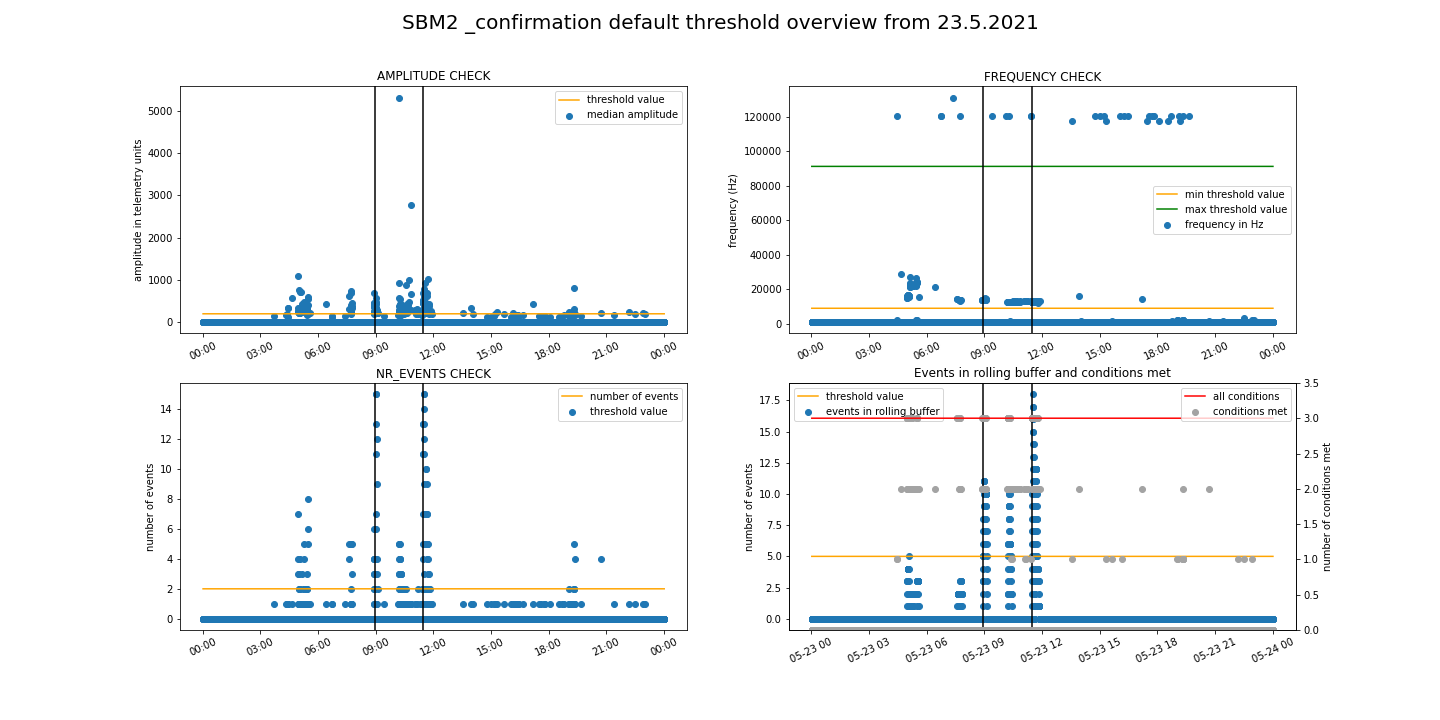 SBM2 _confirmation default threshold overview from 23.5.2021
AMPLITUDE CHECK
amplitude in telemetry units
5000
4000
3000
2000
1000
0
threshold value
median amplitude
00:00 03:00 06:00 09:00 12:00 15:00 18:00 21:00 00:00
FREQUENCY CHECK
frequency (Hz)
120000
100000
80000
60000
40000
20000
0
min threshold value
max threshold value
frequency in Hz
00:00 03:00 06:00 09:00 12:00 15:00 18:00 21:00 00:00
NR_EVENTS CHECK
number of events
14
12
10
8
6
4
2
0
number of events
threshold value
00:00 03:00 06:00 09:00 12:00 15:00 18:00 21:00 00:00
Events in rolling buffer and conditions met
number of events
17.5
15.0
12.5
10.0
7.5
5.0
2.5
0.0
threshold value
events in rolling buffer
all conditions
conditions met
3.5
3.0
2.5
2.0
1.5
1.0
0.5
0.0
number of conditions met
05-23 00 05-23 03 05-23 06 05-23 09 05-23 12 05-23 15 05-23 18 05-23 21 05-24 00